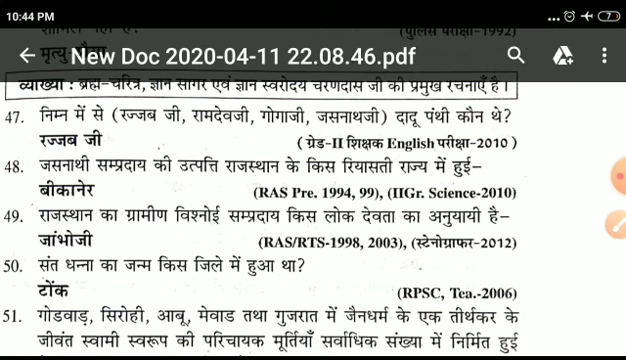 10:44 PM
... 7
(पुलिस परीक्षा-1992)
मृत्यु
New Doc 2020-04-11 22.08.46.pdf
व्याख्या : ब्रह्म-चरित्र, ज्ञान सागर एवं ज्ञान स्वरोदय चरणदास जी की प्रमुख रचनाएँ है।
47. निम्न में से (रज्जब जी, रामदेवजी, गोगाजी, जसनाथजी) दादू पंथी कौन थे?
रज्जब जी (ग्रेड-II शिक्षक English परीक्षा-2010)
48. जसनाथी सम्प्रदाय की उत्पत्ति राजस्थान के किस रियासती राज्य में हुई-
बीकानेर (RAS Pre. 1994, 99), (IIGr. Science-2010)
49. राजस्थान का ग्रामीण विश्नोई सम्प्रदाय किस लोक देवता का अनुयायी है-
जांभोजी (RAS/RTS-1998, 2003), (स्टेनोग्राफर-2012)
50. संत धन्ना का जन्म किस जिले में हुआ था?
टोंक (RPSC, Tea.-2006)
51. गोडवाड़, सिरोही, आबू, मेवाड तथा गुजरात में जैनधर्म के एक तीर्थकर के
जीवंत स्वामी स्वरूप की परिचायक मूर्तियाँ सर्वाधिक संख्या में निर्मित हुई